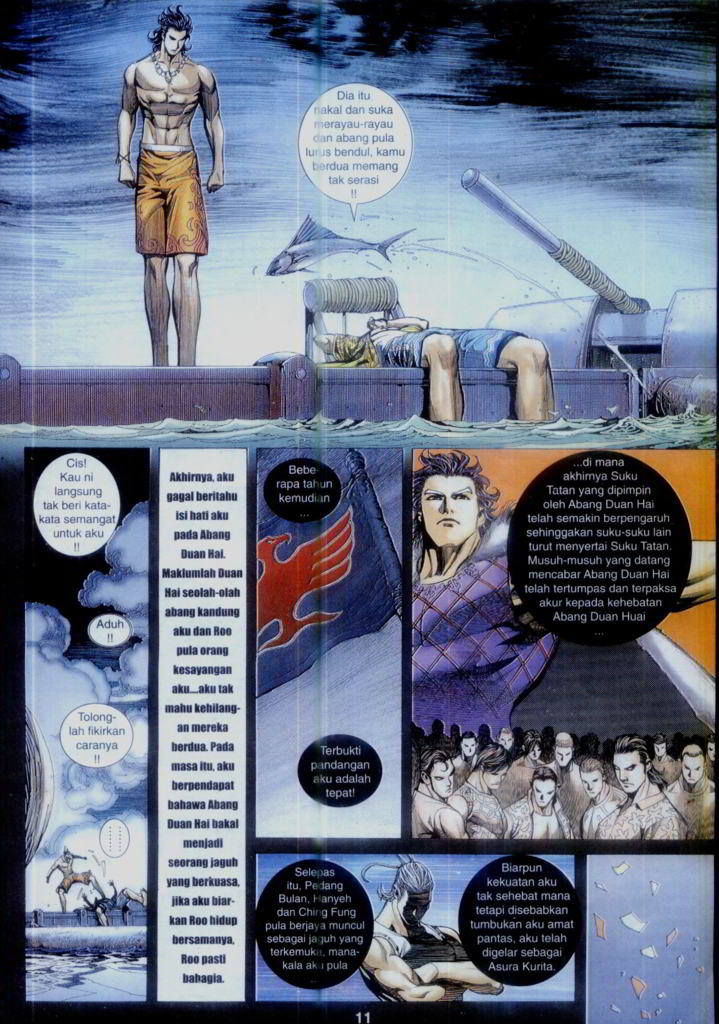 Dia itu
nakal dan suka
merayau-rayau
dan abang pula
lurus bendul, kamu
berdua memang
tak serasi
!!
Cis!
Kau ni
langsung
tak beri kata-
kata semangat
untuk aku
!!
Aduh
!!
Tolong-
lah fikirkan
caranya
!!
......
Akhirnya, aku
gagal beritahu
isi hati aku
pada Abang
Duan Hai.
Maklumlah Duan
Hai seolah-olah
abang kandung
aku dan Roo
pula orang
kesayangan
aku....aku tak
mahu kehilang-
an mereka
berdua. Pada
masa itu, aku
berpendapat
bahawa Abang
Duan Hai bakal
menjadi
seorang jaguh
yang berkuasa,
jika aku biar-
kan Roo hidup
bersamanya,
Roo pasti
bahagia.
Bebe-
rapa tahun
kemudian
...
Terbukti
pandangan
aku adalah
tepat!
...di mana
akhirnya Suku
Tatan yang dipimpin
oleh Abang Duan Hai
telah semakin berpengaruh
sehinggakan suku-suku lain
turut menyertai Suku Tatan.
Musuh-musuh yang datang
mencabar Abang Duan Hai
telah tertumpas dan terpaksa
akur kepada kehebatan
Abang Duan Huai
...
Selepas
itu, Pedang
Bulan, Hanyeh
dan Ching Fung
pula berjaya muncul
sebagai jaguh yang
terkemuka, mana-
kala aku pula
Biarpun
kekuatan aku
tak sehebat mana
tetapi disebabkan
tumbukan aku amat
pantas, aku telah
digelar sebagai
Asura Kurita.
11